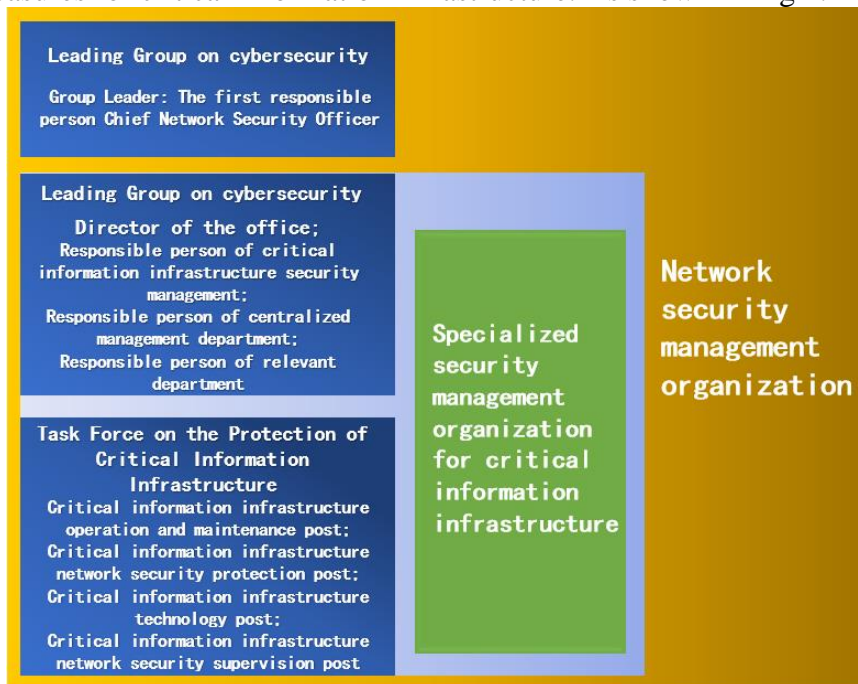 Leading Group on cybersecurity
Group Leader: The first responsible
person Chief Network Security Officer
Leading Group on cybersecurity
Director of the office;
Responsible person of critical
information infrastructure security
management;
Responsible person of centralized
management department;
Responsible person of relevant
department
Task Force on the Protection of
Critical Information
Infrastructure
Critical information infrastructure
operation and maintenance post;
Critical information infrastructure
network security protection post;
Critical information infrastructure
technology post;
Critical information infrastructure
network security supervision post
Specialized
security
management
organization
for critical
information
infrastructure
Network
security
management
organization